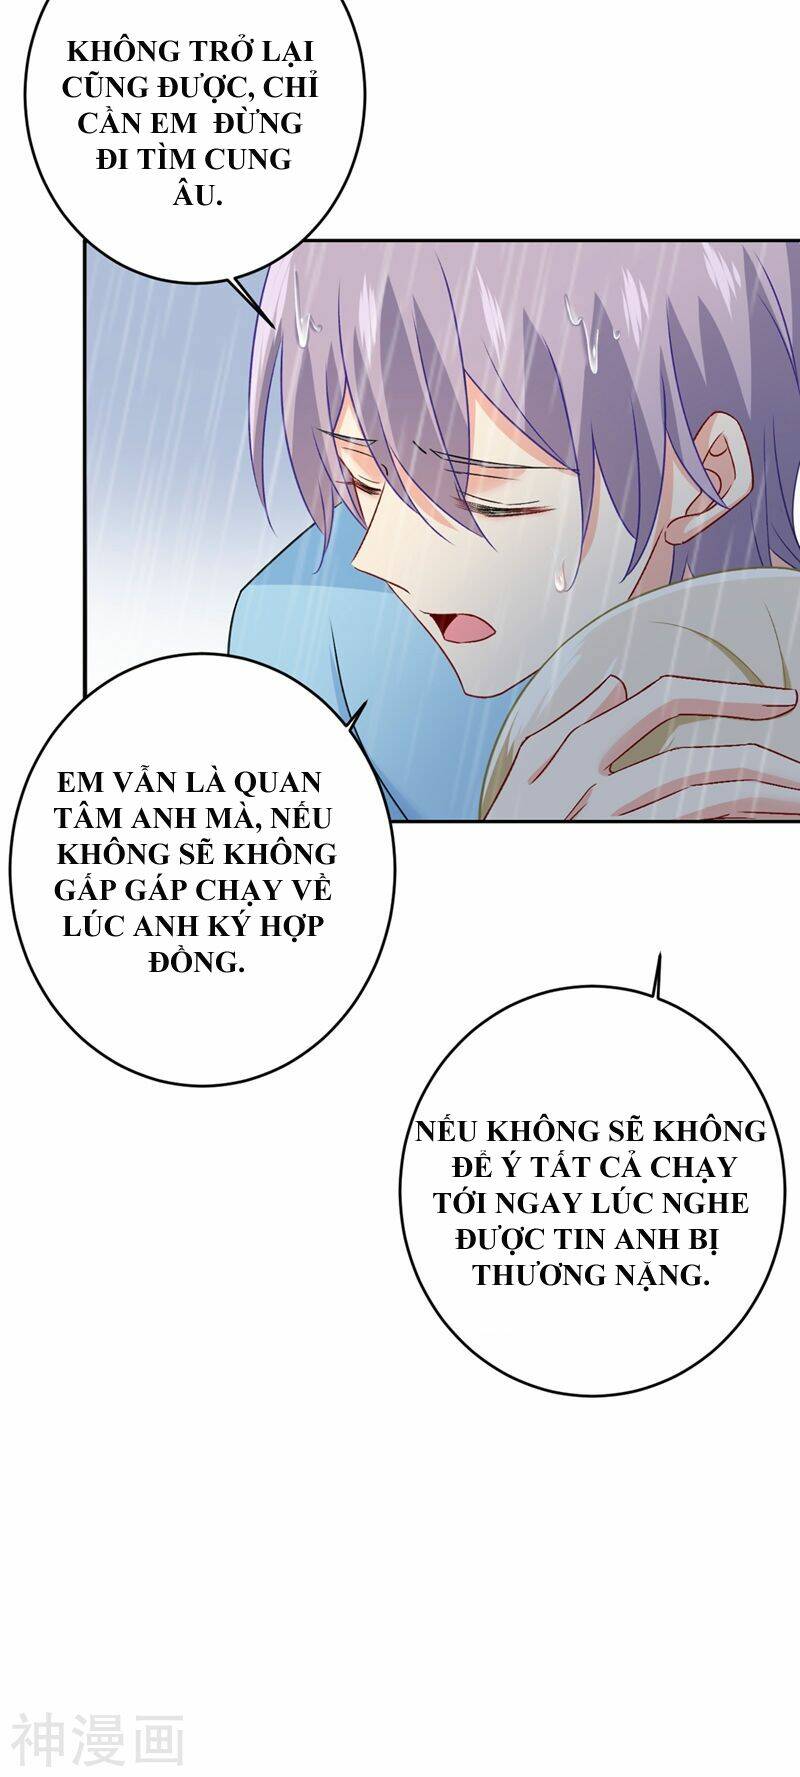 KHÔNG TRỞ LẠI
CŨNG ĐƯỢC, CHỈ
CẦN EM ĐỪNG
ĐI TÌM CUNG
ÂU.
EM VẪN LÀ QUAN
TÂM ANH MÀ, NẾU
KHÔNG SẼ KHÔNG
GẤP GÁP CHẠY VỀ
LÚC ANH KÝ HỢP
ĐỒNG.
NẾU KHÔNG SẼ KHÔNG
ĐỂ Ý TẤT CẢ CHẠY
TỚI NGAY LÚC NGHE
ĐƯỢC TIN ANH BỊ
THƯƠNG NẶNG.
神漫画